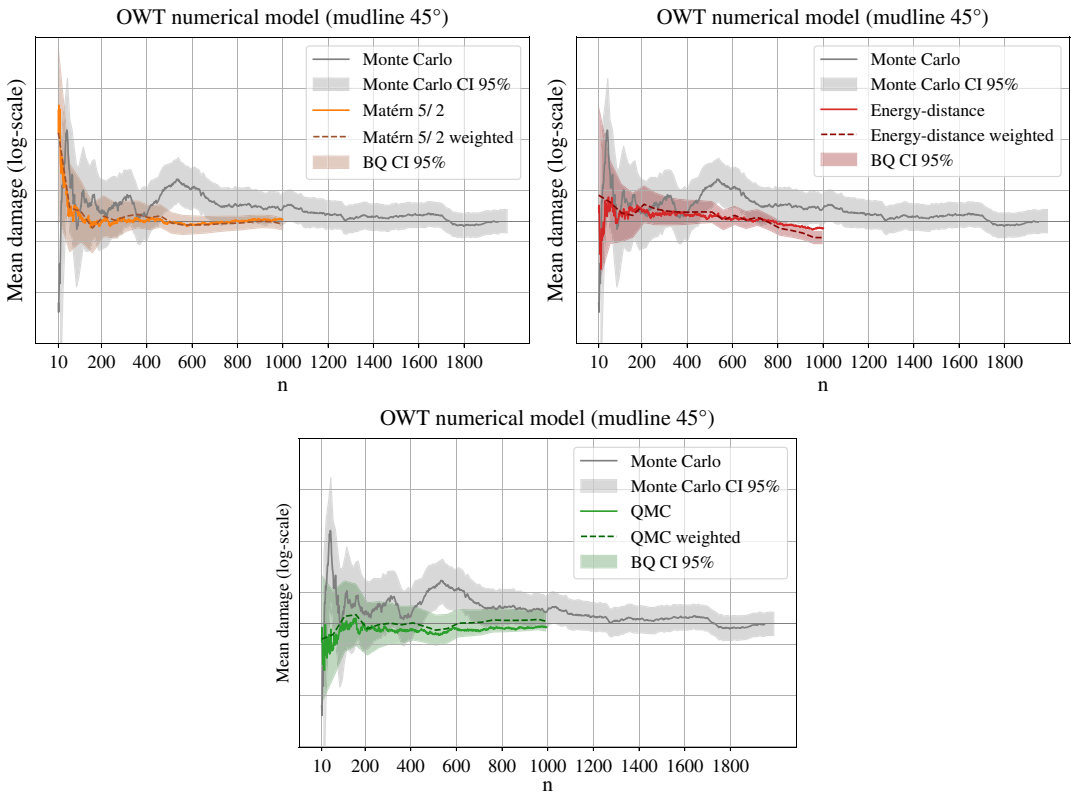 OWT numerical model (mudline 45°)
Mean damage (log-scale)
Monte Carlo
Monte Carlo CI 95%
Matérn 5/2
Matérn 5/2 weighted
BQ CI 95%
10 200 400 600 800 1000 1200 1400 1600 1800
n
OWT numerical model (mudline 45°)
Mean damage (log-scale)
Monte Carlo
Monte Carlo CI 95%
Energy-distance
Energy-distance weighted
BQ CI 95%
10 200 400 600 800 1000 1200 1400 1600 1800
n
OWT numerical model (mudline 45°)
Mean damage (log-scale)
Monte Carlo
Monte Carlo CI 95%
QMC
QMC weighted
BQ CI 95%
10 200 400 600 800 1000 1200 1400 1600 1800
n